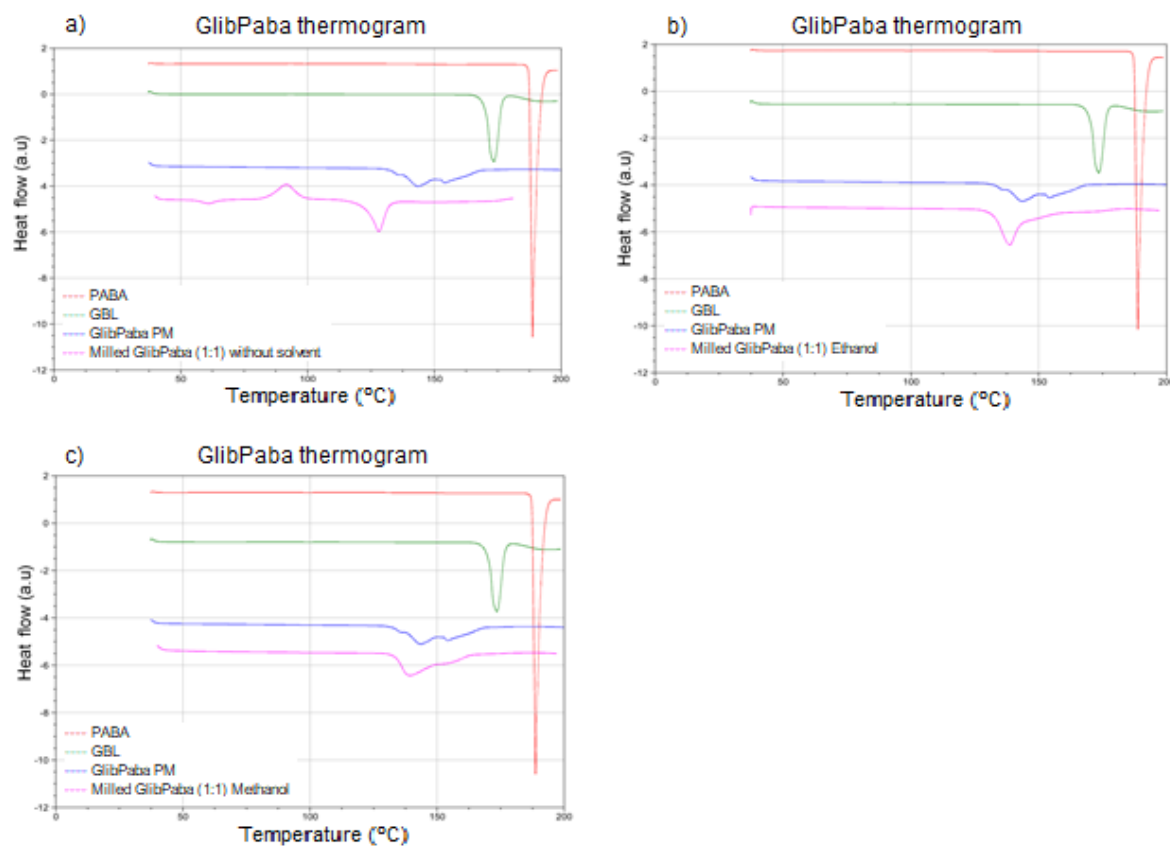 a) GlibPaba thermogram
2
0
-2
-4
-6
-8
-10
-12
0 50 100 150 200
Heat flow (a.u)
PABA
GBL
GlibPaba PM
Milled GlibPaba (1:1) without solvent
Temperature (°C)
b) GlibPaba thermogram
2
0
-2
-4
-6
-8
-10
-12
0 50 100 150 200
Heat flow (a.u)
PABA
GBL
GlibPaba PM
Milled GlibPaba (1:1) Ethanol
Temperature (°C)
c) GlibPaba thermogram
2
0
-2
-4
-6
-8
-10
-12
0 50 100 150 200
Heat flow (a.u)
PABA
GBL
GlibPaba PM
Milled GlibPaba (1:1) Methanol
Temperature (°C)